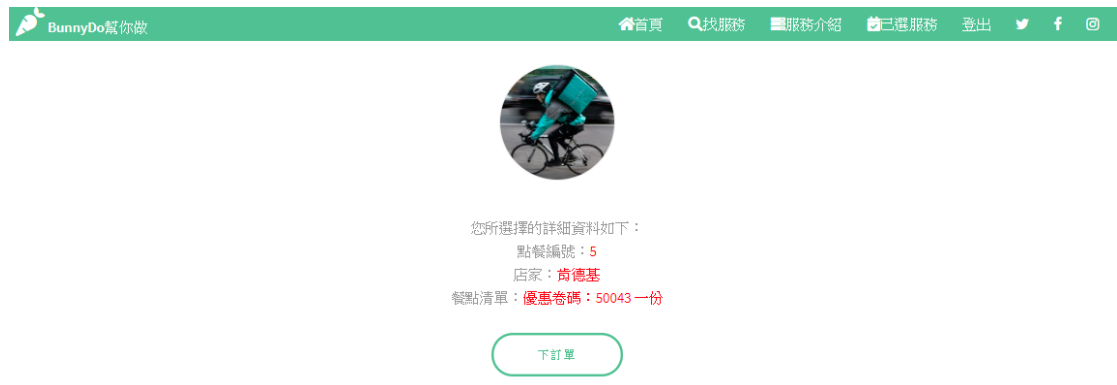 BunnyDo幫你做 首頁 找服務 服務介紹 已選服務 登出
您所選擇的詳細資料如下：
點餐編號：5
店家：肯德基
餐點清單：優惠卷碼：50043 一份
下訂單